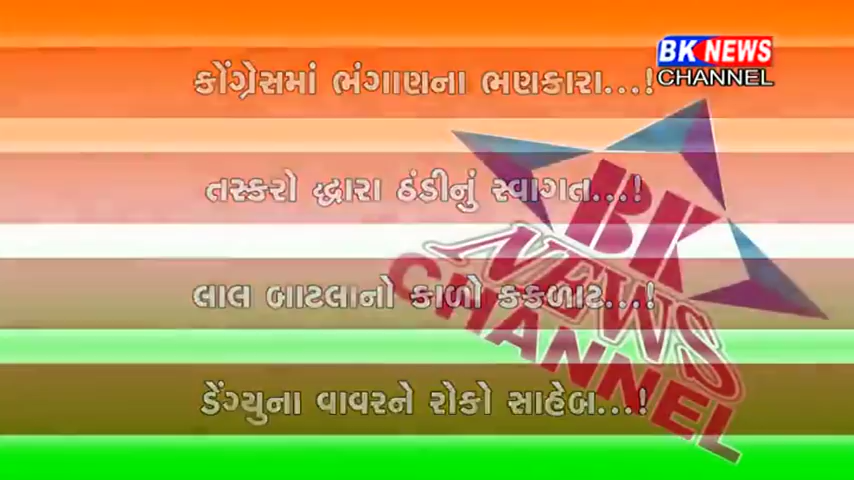 BK NEWS
CHANNEL
કોંગ્રેસમાં ભંગાણના ભણકારા...!
તસ્કરો દ્વારા ઠંડીનું સ્વાગત...!
લાલ બાટલાનો કાળો કકળાટ...!
ડેંગ્યુના વાવરને રોકો સાહેબ...!
BK
NEWS
CHANNEL